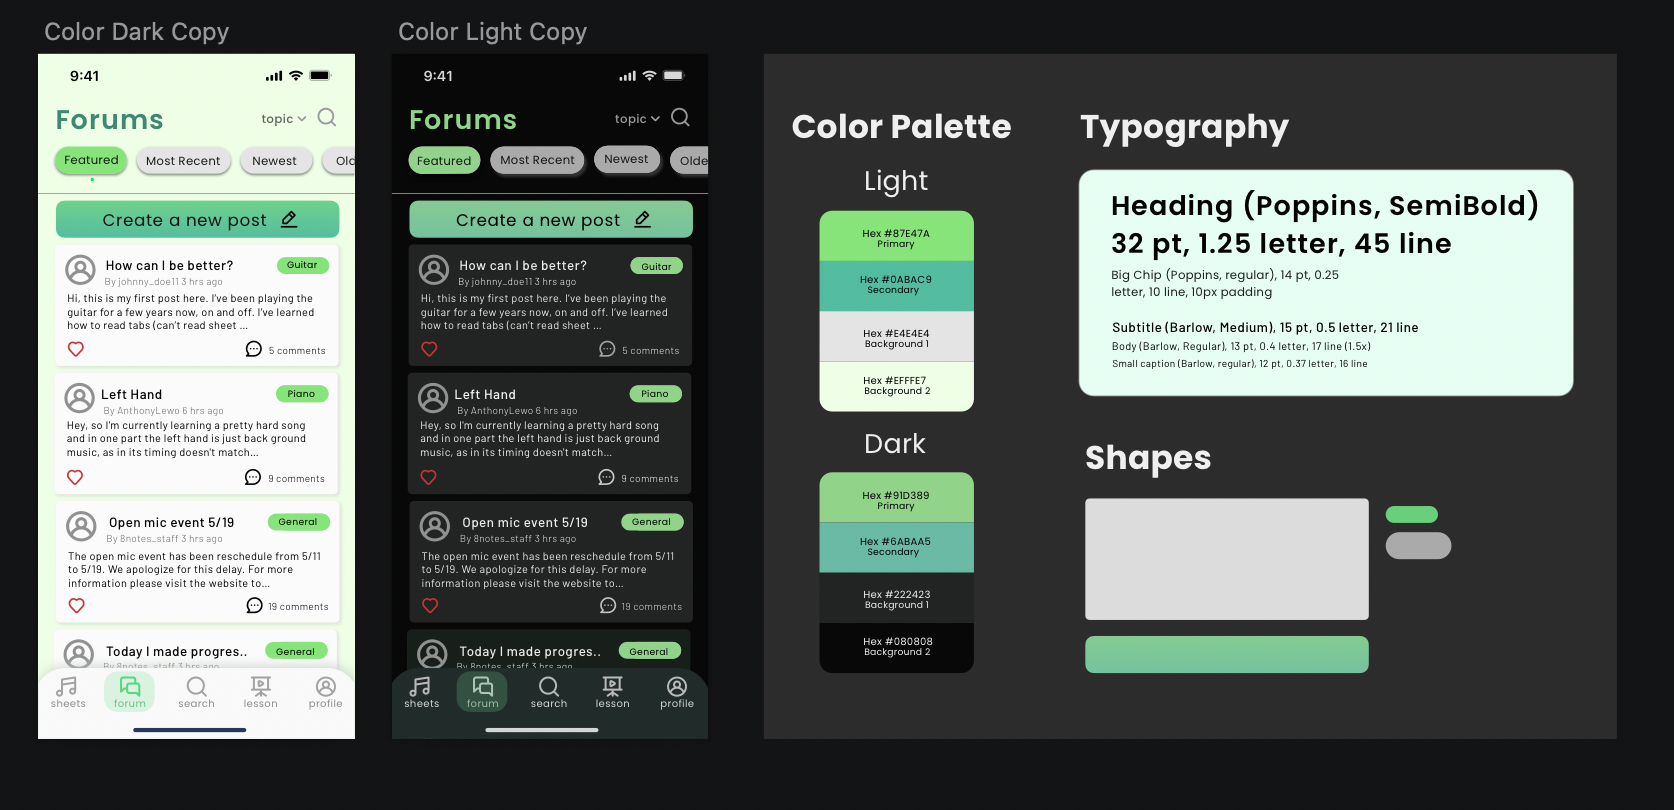 Color Dark Copy
9:41
Forums
topic
Featured
Most Recent
Newest
Old
Create a new post
How can I be better?
Guitar
By johnny_doe11 3 hrs ago
Hi, this is my first post here. I've been playing the
guitar for a few years now, on and off. I've learned
how to read tabs (can't read sheet ...
5 comments
Left Hand
Piano
By AnthonyLewo 6 hrs ago
Hey, so I'm currently learning a pretty hard song
and in one part the left hand is just back ground
music, as in its timing doesn't match...
9 comments
Open mic event 5/19
General
By 8notes_staff 3 hrs ago
The open mic event has been reschedule from 5/11
to 5/19. We apologize for this delay. For more
information please visit the website to...
19 comments
Today I made progres..
General
By 8notes_staff 3 hrs ago
sheets
forum
search
lesson
profile
Color Light Copy
9:41
Forums
topic
Featured
Most Recent
Newest
Olde
Create a new post
How can I be better?
Guitar
By johnny_doe11 3 hrs ago
Hi, this is my first post here. I've been playing the
guitar for a few years now, on and off. I've learned
how to read tabs (can't read sheet ...
5 comments
Left Hand
Piano
By AnthonyLewo 6 hrs ago
Hey, so I'm currently learning a pretty hard song
and in one part the left hand is just back ground
music, as in its timing doesn't match...
9 comments
Open mic event 5/19
General
By 8notes_staff 3 hrs ago
The open mic event has been reschedule from 5/11
to 5/19. We apologize for this delay. For more
information please visit the website to...
19 comments
Today I made progres..
General
By 8notes_staff 3 hrs ago
sheets
forum
search
lesson
profile
Color Palette
Light
Hex #87E47A
Primary
Hex #0ABAC9
Secondary
Hex #E4E4E4
Background 1
Hex #EFFFE7
Background 2
Dark
Hex #91D389
Primary
Hex #6ABAA5
Secondary
Hex #222423
Background 1
Hex #080808
Background 2
Typography
Heading (Poppins, SemiBold)
32 pt, 1.25 letter, 45 line
Big Chip (Poppins, regular), 14 pt, 0.25
letter, 10 line, 10px padding
Subtitle (Barlow, Medium), 15 pt, 0.5 letter, 21 line
Body (Barlow, Regular), 13 pt, 0.4 letter, 17 line (1.5x)
Small caption (Barlow, regular), 12 pt, 0.37 letter, 16 line
Shapes